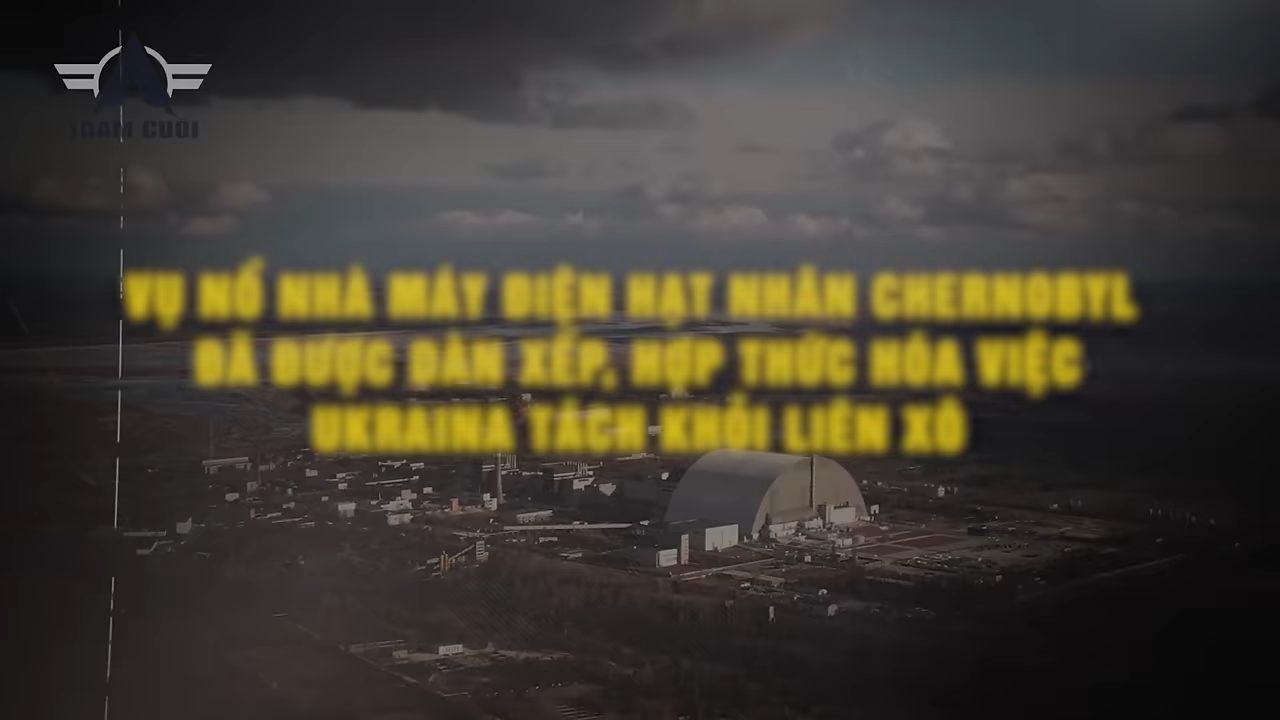 VỤ NỔ NHÀ MÁY ĐIỆN HẠT NHÂN CHERNOBYL
ĐÃ ĐƯỢC DÀN XẾP, HỢP THỨC HÓA VIỆC
UKRAINA TÁCH KHỎI LIÊN XÔ